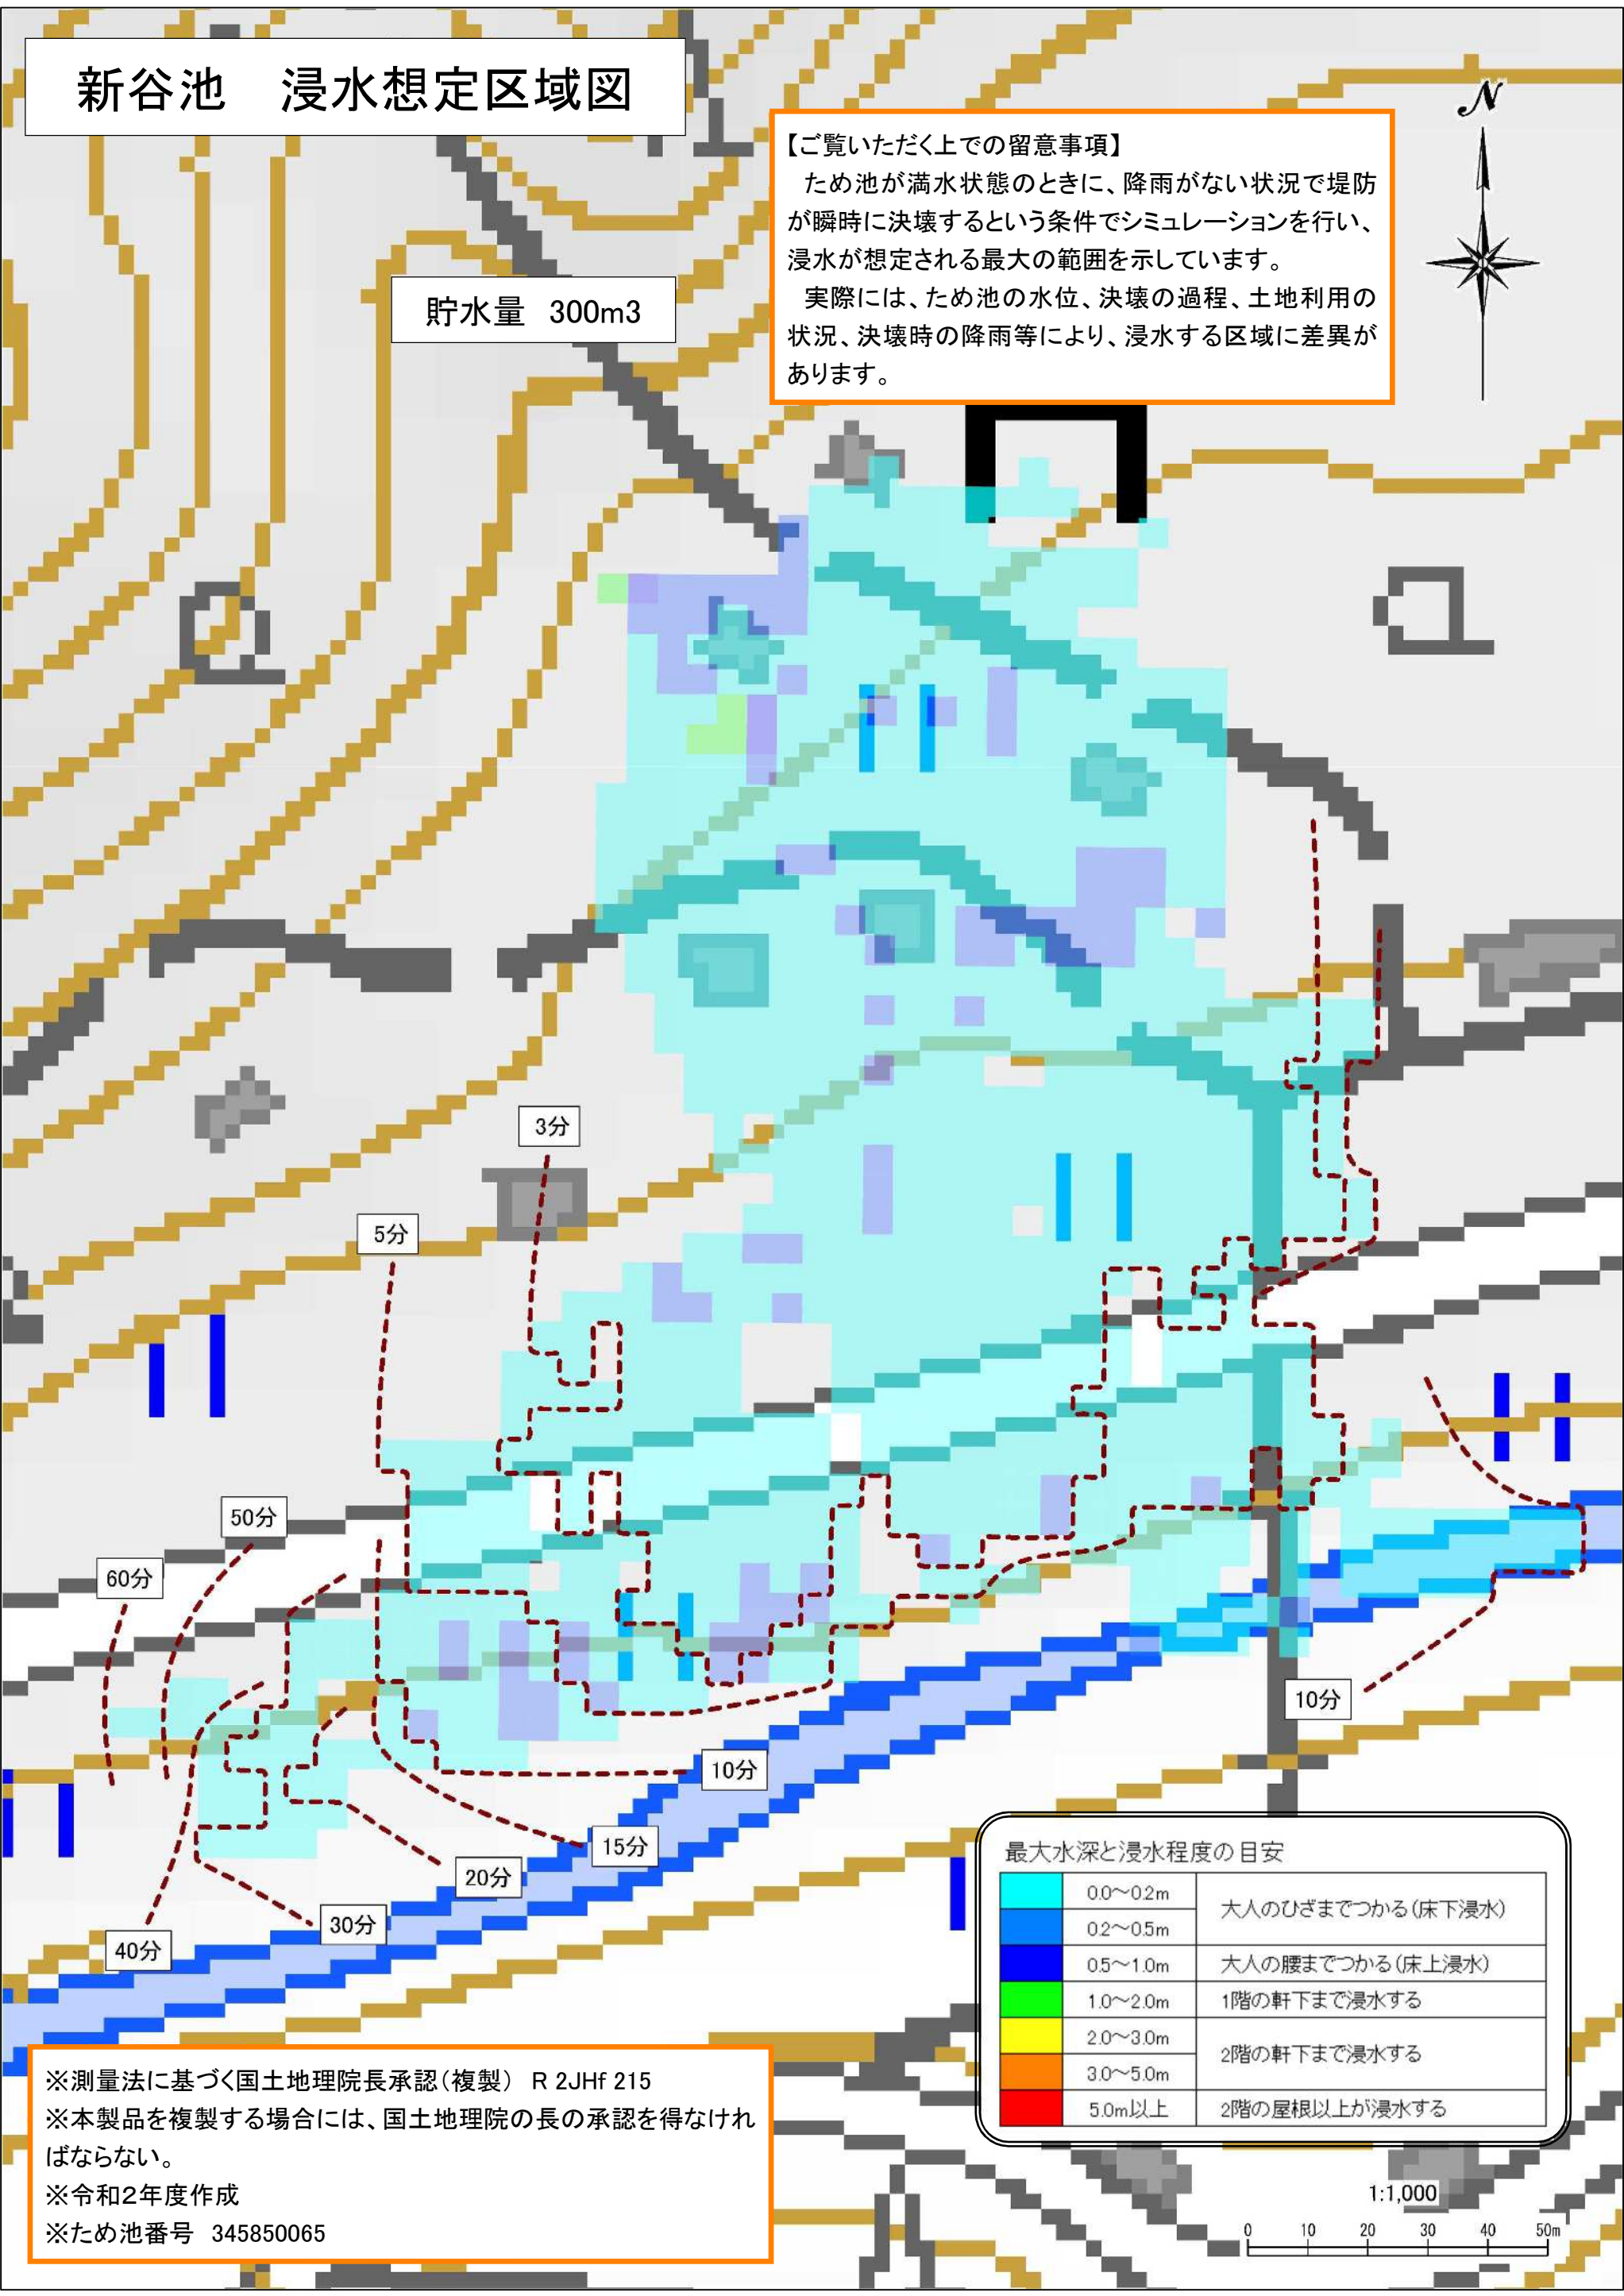 新谷池　浸水想定区域図
N
【ご覧いただく上での留意事項】
　ため池が満水状態のときに、降雨がない状況で堤防
が瞬時に決壊するという条件でシミュレーションを行い、
浸水が想定される最大の範囲を示しています。
　実際には、ため池の水位、決壊の過程、土地利用の
状況、決壊時の降雨等により、浸水する区域に差異が
あります。
貯水量　300m3
3分
5分
50分
60分
10分
10分
15分
20分
30分
40分
最大水深と浸水程度の目安
0.0～0.2m　大人のひざまでつかる(床下浸水)
0.2～0.5m
0.5～1.0m　大人の腰までつかる(床上浸水)
1.0～2.0m　1階の軒下まで浸水する
2.0～3.0m　2階の軒下まで浸水する
3.0～5.0m
5.0m以上　2階の屋根以上が浸水する
※測量法に基づく国土地理院長承認(複製)　R 2JHf 215
※本製品を複製する場合には、国土地理院の長の承認を得なけれ
ばならない。
※令和2年度作成
※ため池番号　345850065
1:1,000
0　10　20　30　40　50m